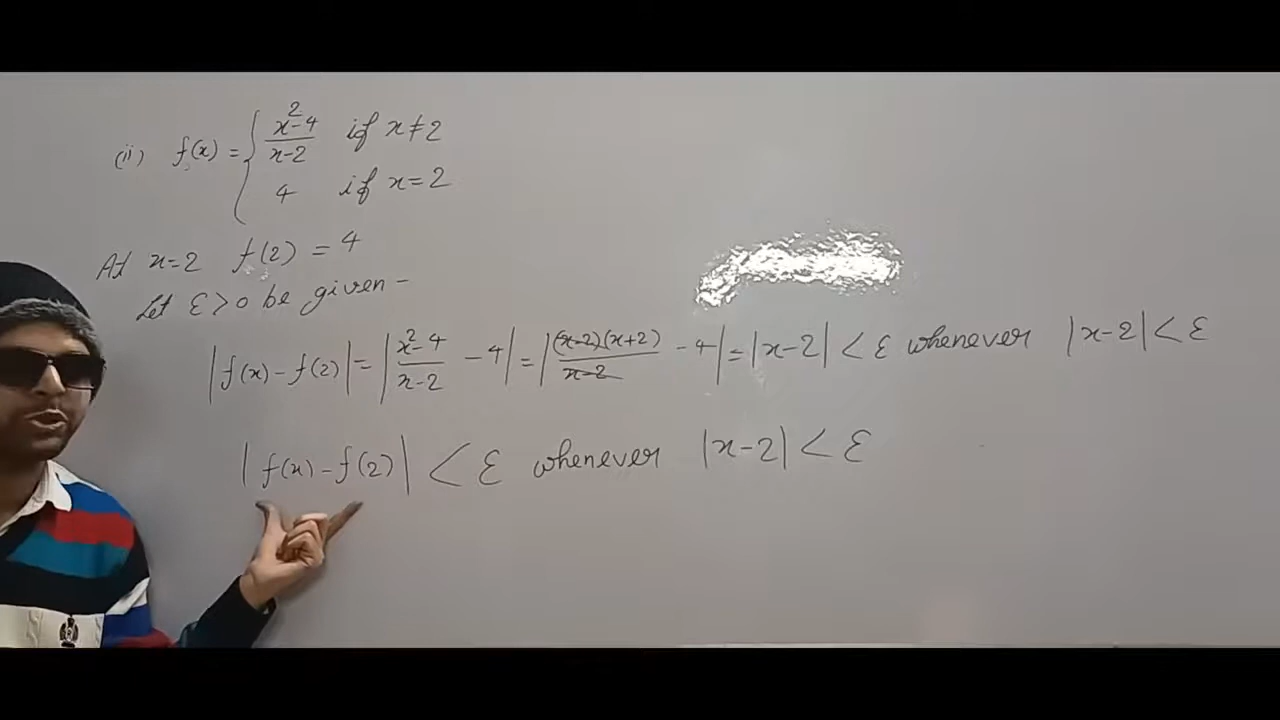 (ii) f(x) = { x²-4 / x-2 if x≠2
4 if x=2
At x=2 f(2) = 4
Let ε>0 be given -
|f(x) - f(2)| = |x²-4 / x-2 - 4| = |(x-2)(x+2) / x-2 - 4| = |x-2| < ε whenever |x-2| < ε
|f(x) - f(2)| < ε whenever |x-2| < ε